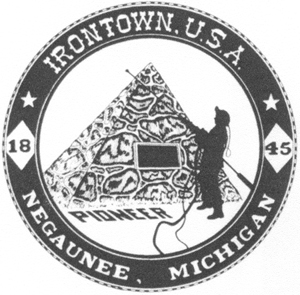 IRONTOWN, U.S.A
18 45
PIONEER
NEGAUNEE, MICHIGAN